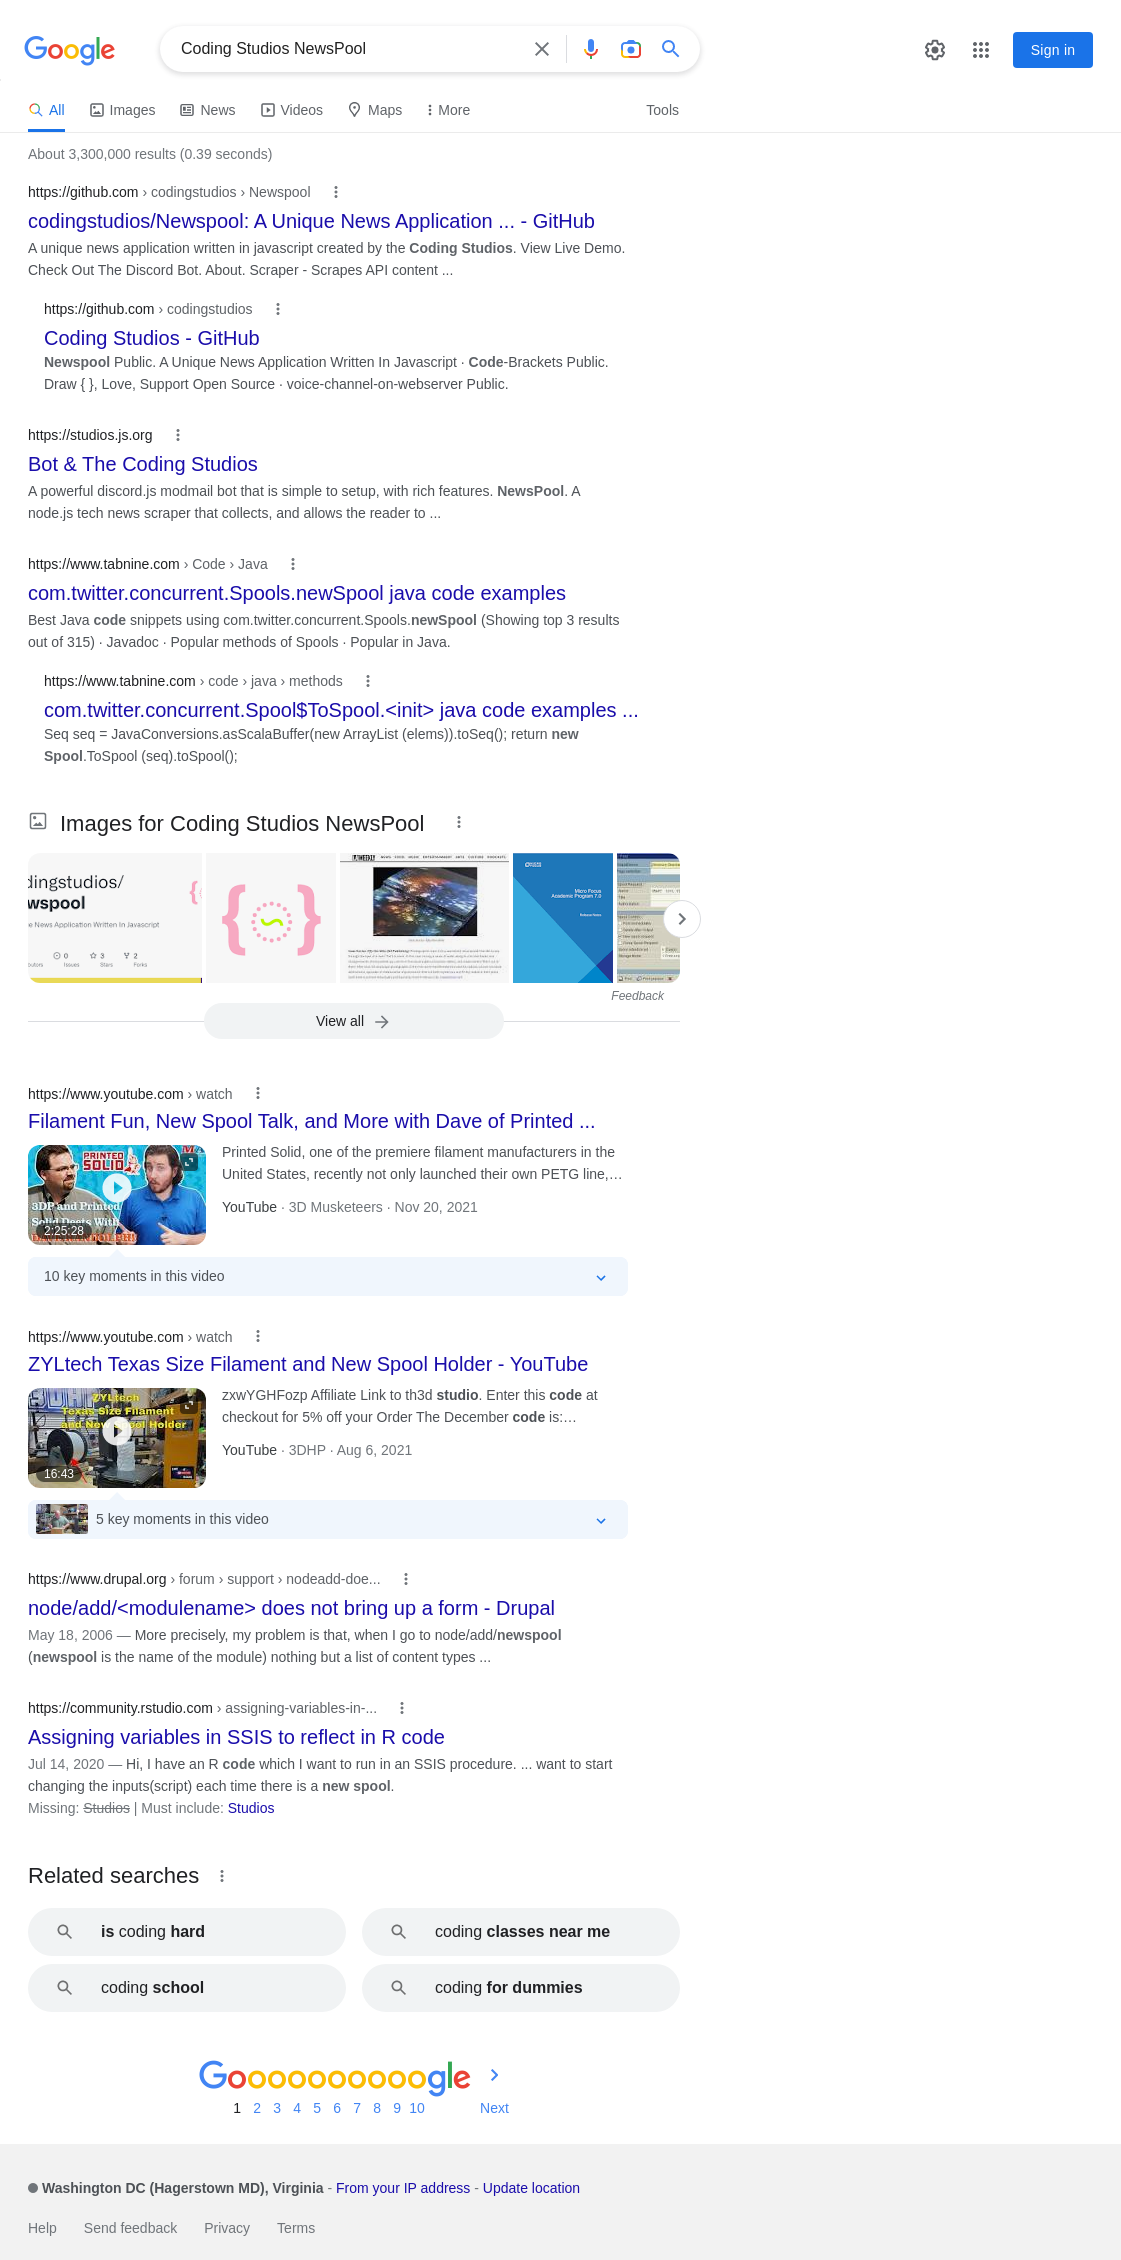 Google
Coding Studios NewsPool
Sign in
All
Images
News
Videos
Maps
More
Tools
About 3,300,000 results (0.39 seconds)
https://github.com › codingstudios › Newspool
codingstudios/Newspool: A Unique News Application ... - GitHub
A unique news application written in javascript created by the Coding Studios. View Live Demo.
Check Out The Discord Bot. About. Scraper - Scrapes API content ...
https://github.com › codingstudios
Coding Studios - GitHub
Newspool Public. A Unique News Application Written In Javascript · Code-Brackets Public.
Draw { }, Love, Support Open Source · voice-channel-on-webserver Public.
https://studios.js.org
Bot & The Coding Studios
A powerful discord.js modmail bot that is simple to setup, with rich features. NewsPool. A
node.js tech news scraper that collects, and allows the reader to ...
https://www.tabnine.com › Code › Java
com.twitter.concurrent.Spools.newSpool java code examples
Best Java code snippets using com.twitter.concurrent.Spools.newSpool (Showing top 3 results
out of 315) · Javadoc · Popular methods of Spools · Popular in Java.
https://www.tabnine.com › code › java › methods
com.twitter.concurrent.Spool$ToSpool.<init> java code examples ...
Seq seq = JavaConversions.asScalaBuffer(new ArrayList (elems)).toSeq(); return new
Spool.ToSpool (seq).toSpool();
Images for Coding Studios NewsPool
dingstudios/
wspool
e News Application Written In Javascript
0
3
2
Issues
Stars
Forks
WEEKLY
Micro Focus
Academic Program 7.0
Feedback
View all
https://www.youtube.com › watch
Filament Fun, New Spool Talk, and More with Dave of Printed ...
PRINTED
SOLID
3DP and Printed
Solid Deets With
2:25:28
Printed Solid, one of the premiere filament manufacturers in the
United States, recently not only launched their own PETG line,…
YouTube · 3D Musketeers · Nov 20, 2021
10 key moments in this video
https://www.youtube.com › watch
ZYLtech Texas Size Filament and New Spool Holder - YouTube
ZYLtech
Texas Size Filament
and New Spool Holder
16:43
zxwYGHFozp Affiliate Link to th3d studio. Enter this code at
checkout for 5% off your Order The December code is:…
YouTube · 3DHP · Aug 6, 2021
5 key moments in this video
https://www.drupal.org › forum › support › nodeadd-doe...
node/add/<modulename> does not bring up a form - Drupal
May 18, 2006 — More precisely, my problem is that, when I go to node/add/newspool
(newspool is the name of the module) nothing but a list of content types ...
https://community.rstudio.com › assigning-variables-in-...
Assigning variables in SSIS to reflect in R code
Jul 14, 2020 — Hi, I have an R code which I want to run in an SSIS procedure. ... want to start
changing the inputs(script) each time there is a new spool.
Missing: Studios | Must include: Studios
Related searches
is coding hard
coding classes near me
coding school
coding for dummies
Goooooooooogle
1 2 3 4 5 6 7 8 9 10 Next
Washington DC (Hagerstown MD), Virginia - From your IP address - Update location
Help
Send feedback
Privacy
Terms